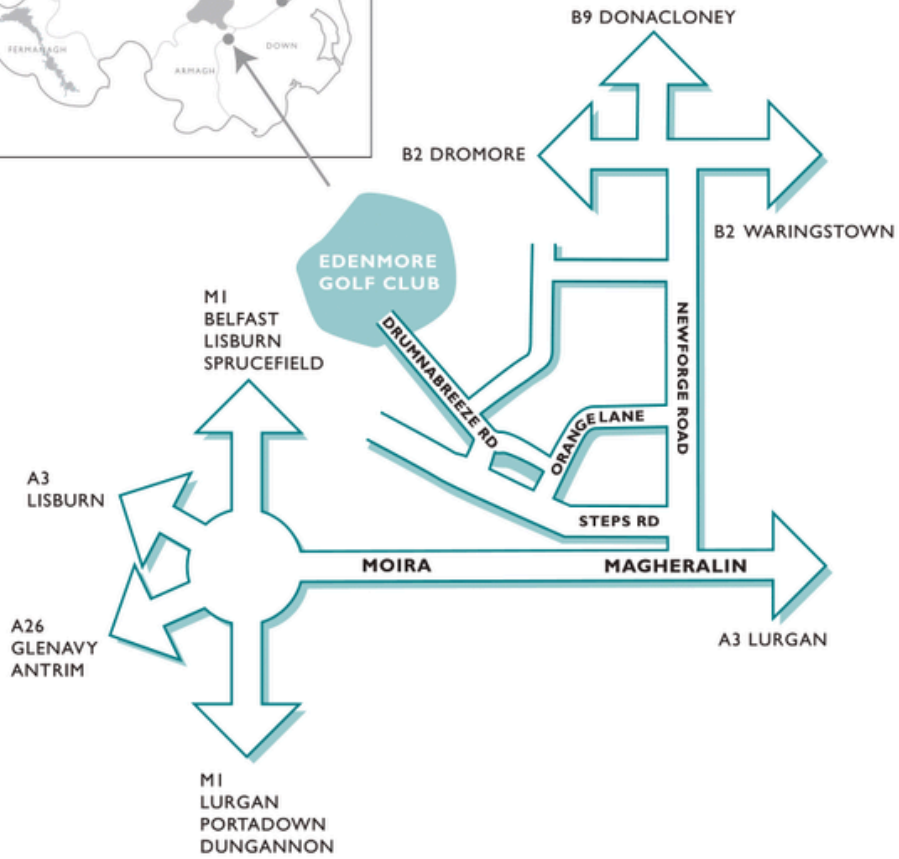 B9 DONACLONEY
FERMANAGH
DOWN
ARMAGH
B2 DROMORE
B2 WARINGSTOWN
EDENMORE
GOLF CLUB
M1
BELFAST
LISBURN
SPRUCEFIELD
DRUMNABREEZE RD
NEWFORGE ROAD
ORANGE LANE
A3
LISBURN
STEPS RD
MOIRA
MAGHERALIN
A26
GLENAVY
ANTRIM
A3 LURGAN
M1
LURGAN
PORTADOWN
DUNGANNON